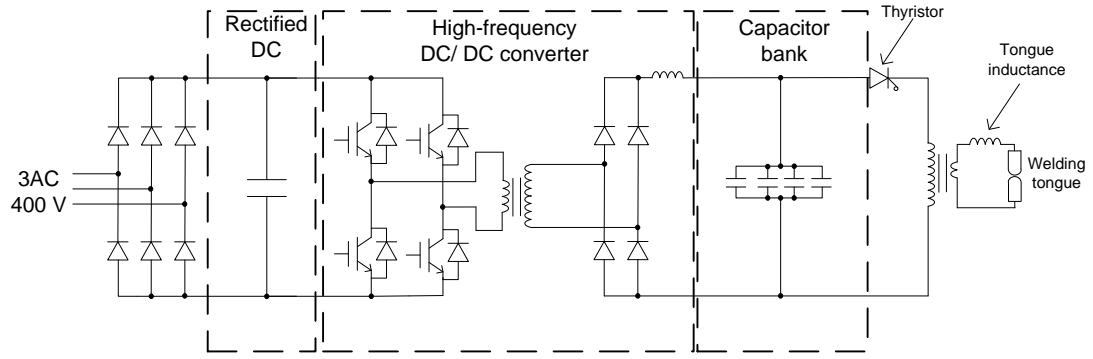 Rectified
DC
High-frequency
DC/ DC converter
Capacitor
bank
Thyristor
Tongue
inductance
3AC
400 V
Welding
tongue